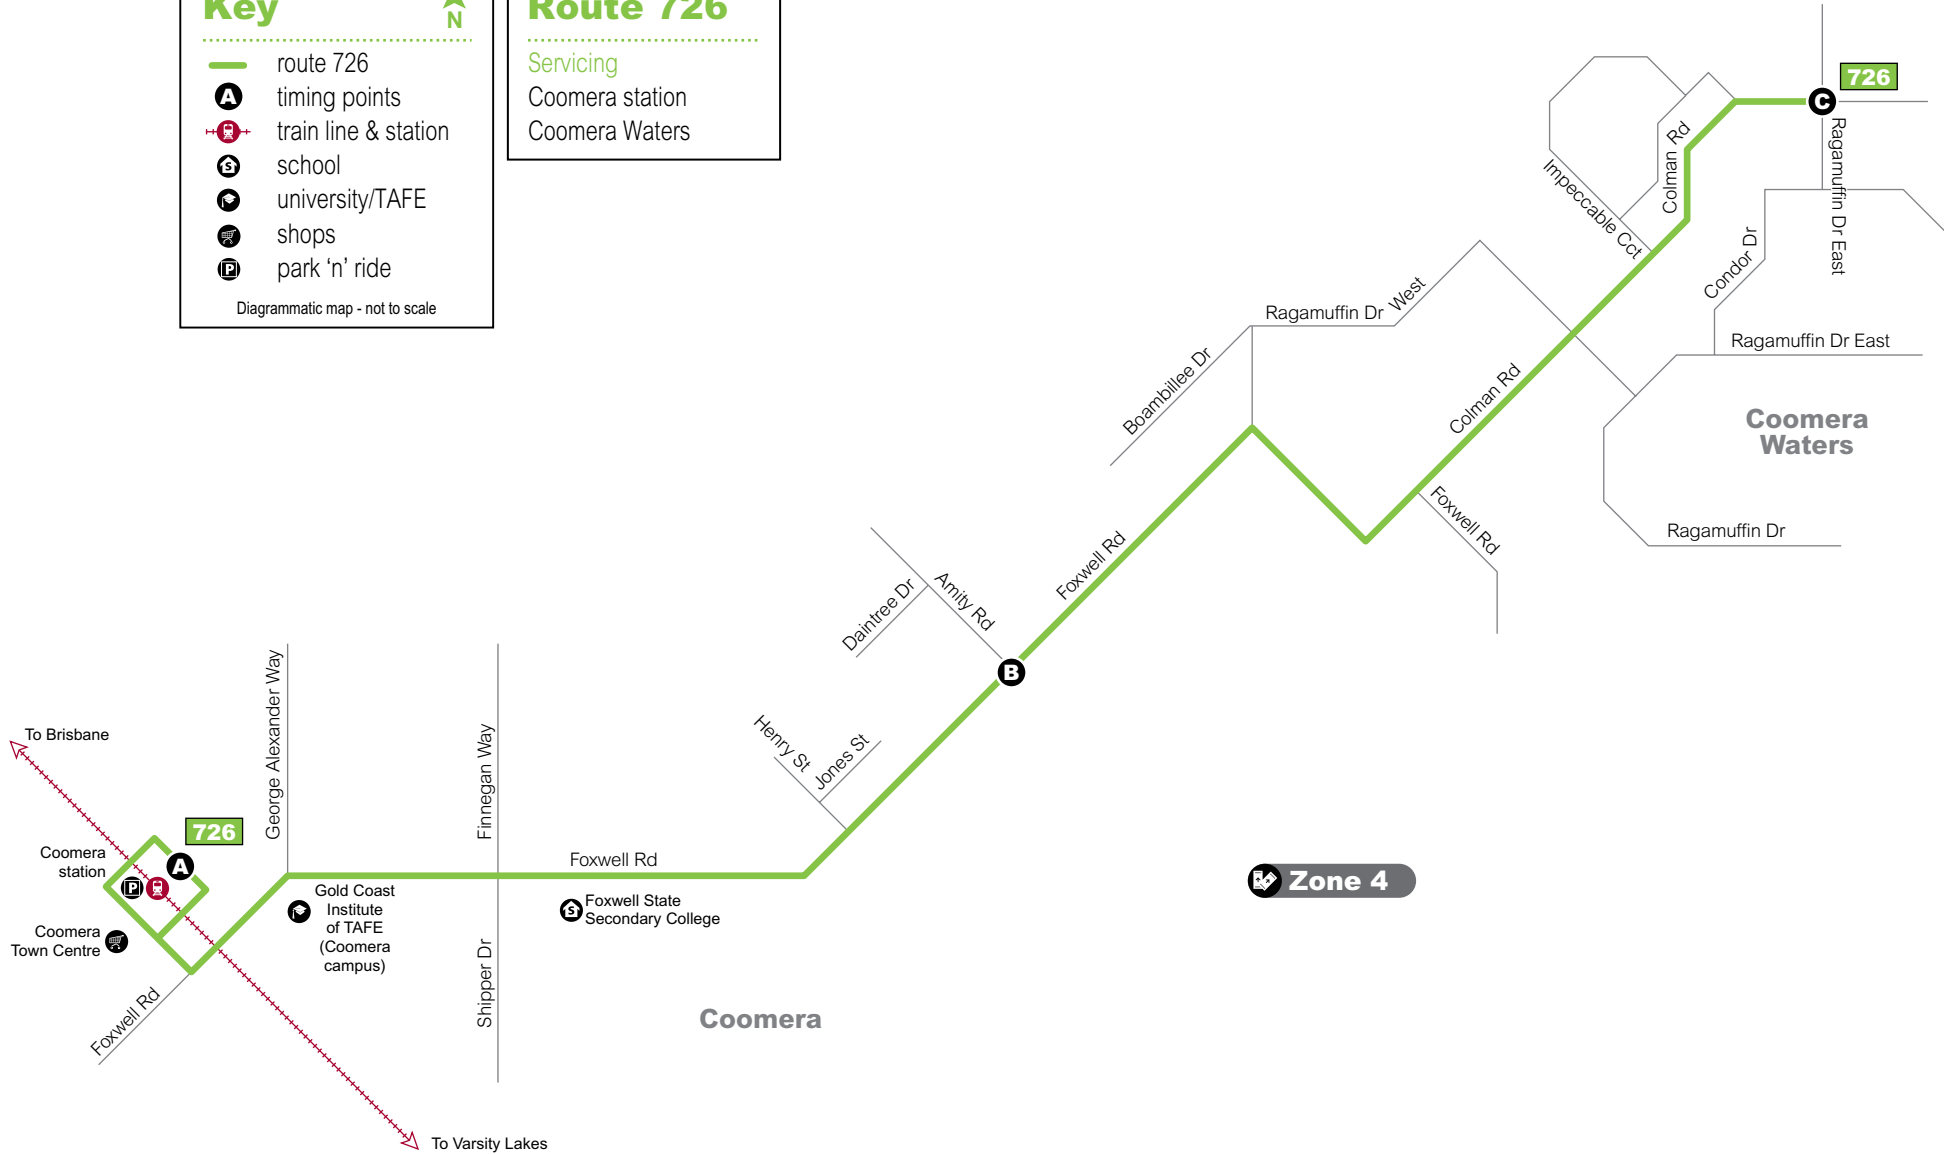 Key
N
route 726
A
timing points
train line & station
S
school
university/TAFE
shops
P
park ‘n’ ride
Diagrammatic map - not to scale
Route 726
Servicing
Coomera station
Coomera Waters
726
C
Ragamuffin Dr East
Colman Rd
Impeccable Cct
Condor Dr
Ragamuffin Dr West
Boambillee Dr
Ragamuffin Dr East
Colman Rd
Coomera
Waters
Foxwell Rd
Ragamuffin Dr
Foxwell Rd
Amity Rd
Daintree Dr
B
Henry St
Jones St
George Alexander Way
Finnegan Way
To Brisbane
726
Coomera
station
A
P
Foxwell Rd
Gold Coast
Institute
of TAFE
(Coomera
campus)
S
Foxwell State
Secondary College
Zone 4
Coomera
Town Centre
Shipper Dr
Foxwell Rd
Coomera
To Varsity Lakes